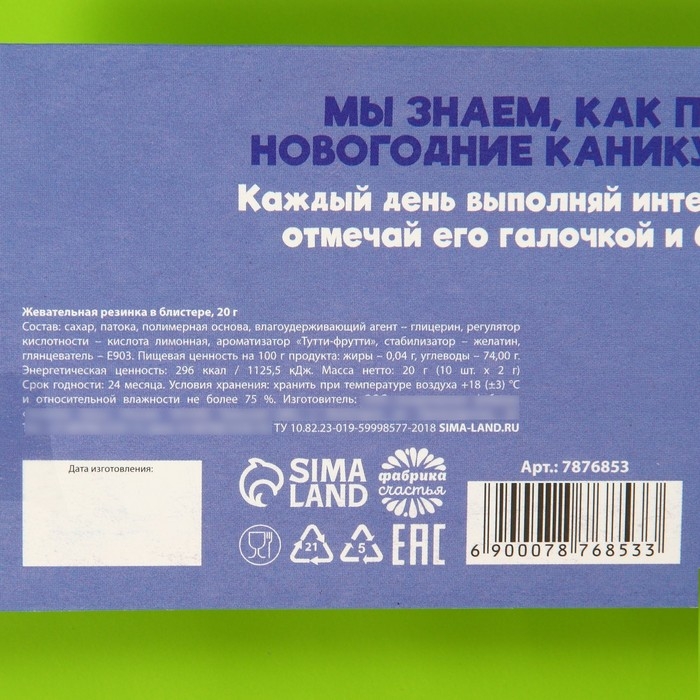 МЫ ЗНАЕМ, КАК П
НОВОГОДНИЕ КАНИКУ
Каждый день выполняй инте
отмечай его галочкой и
Жевательная резинка в блистере, 20 г
Состав: сахар, патока, полимерная основа, влагоудерживающий агент – глицерин, регулятор
кислотности – кислота лимонная, ароматизатор «Тутти-фрутти», стабилизатор – желатин,
глянцеватель – Е903. Пищевая ценность на 100 г продукта: жиры – 0,04 г, углеводы – 74,00 г.
Энергетическая ценность: 296 ккал / 1125,5 кДж. Масса нетто: 20 г (10 шт. х 2 г)
Срок годности: 24 месяца. Условия хранения: хранить при температуре воздуха +18 (±3) °С
и относительной влажности не более 75 %. Изготовитель:
ТУ 10.82.23-019-59998577-2018 SIMA-LAND.RU
Дата изготовления:
SIMA
LAND
фабрика
счастья
Арт.: 7876853
21
5
ЕАС
6 900078 768533